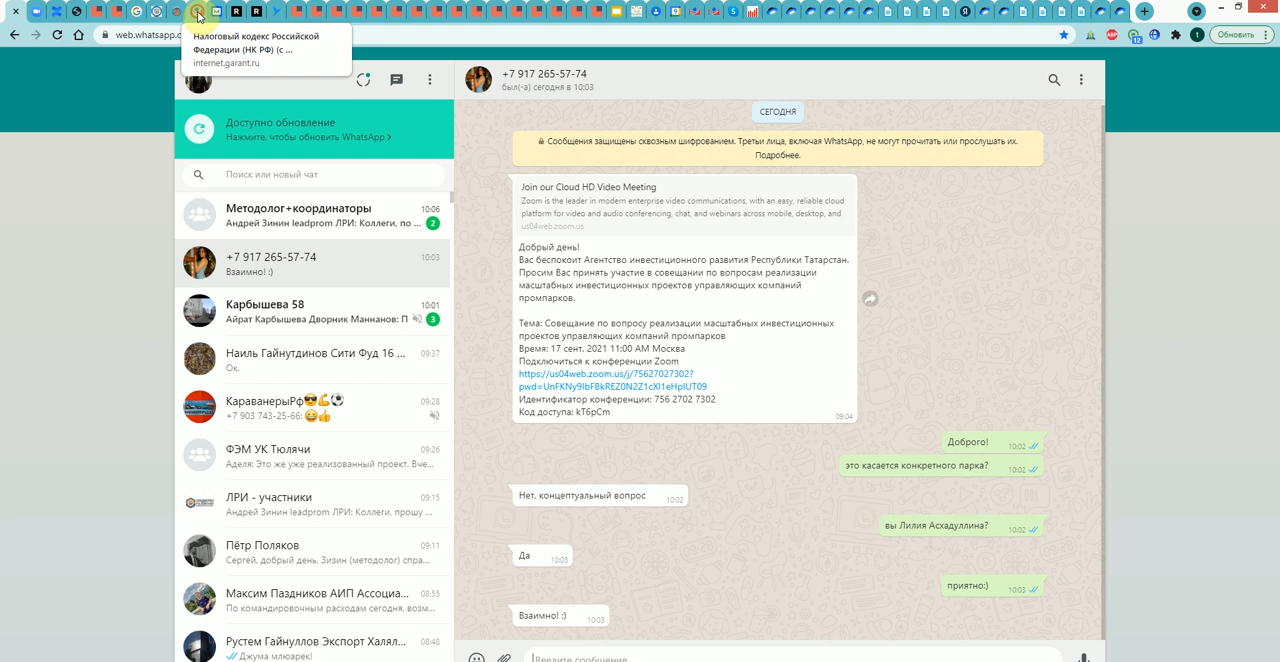 web.whatsapp.c
Обновить
Налоговый кодекс Российской
Федерации (НК РФ) (с ...
internet.garant.ru
Доступно обновление
Нажмите, чтобы обновить WhatsApp
Поиск или новый чат
Методолог+координаторы 10:06
Андрей Зинин leadprom ЛРИ: Коллеги, по ... 2
+7 917 265-57-74 10:03
Взаимно! :)
Карбышева 58 10:01
Айрат Карбышева Дворник Маннанов: П 3
Наиль Гайнутдинов Сити Фуд 16 ... 09:37
Ок.
КараванерыРф😎💪⚽ 09:28
+7 903 743-25-66: 😂👍
ФЭМ УК Тюлячи 09:26
Аделя: Это же уже реализованный проект. Вче...
ЛРИ - участники 09:15
Андрей Зинин leadprom ЛРИ: Коллеги, прошу ...
Пётр Поляков 09:11
Сергей, добрый день, Зизин (методолог) спра...
Максим Паздников АИП Ассоциа... 08:55
По командировочным расходам сегодня, возм...
Рустем Гайнуллов Экспорт Халял... 08:48
Джума млюарек!
+7 917 265-57-74
был(-а) сегодня в 10:03
СЕГОДНЯ
Сообщения защищены сквозным шифрованием. Третьи лица, включая WhatsApp, не могут прочитать или прослушать их.
Подробнее.
Join our Cloud HD Video Meeting
Zoom is the leader in modern enterprise video communications, with an easy, reliable cloud
platform for video and audio conferencing, chat, and webinars across mobile, desktop, and
us04web.zoom.us
Добрый день!
Вас беспокоит Агентство инвестиционного развития Республики Татарстан.
Просим Вас принять участие в совещании по вопросам реализации
масштабных инвестиционных проектов управляющих компаний
промпарков.
Тема: Совещание по вопросу реализации масштабных инвестиционных
проектов управляющих компаний промпарков
Время: 17 сент. 2021 11:00 AM Москва
Подключиться к конференции Zoom
https://us04web.zoom.us/j/75627027302?
pwd=UnFKNy9IbFBkREZ0N2Z1cXl1eHpIUT09
Идентификатор конференции: 756 2702 7302
Код доступа: kT6pCm 09:04
Доброго! 10:02
это касается конкретного парка? 10:02
Нет, концептуальный вопрос 10:02
вы Лилия Асхадуллина? 10:02
Да 10:03
приятно:) 10:03
Взаимно! :) 10:03
Введите сообщение